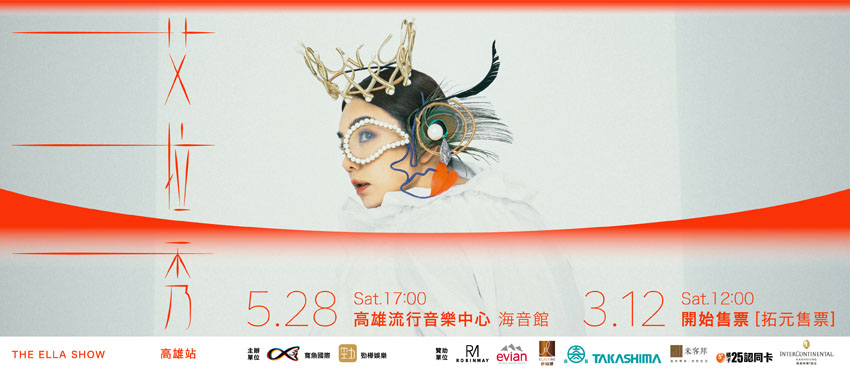 艾拉秀
5.28
Sat.17:00
高雄流行音樂中心 海音館
3.12
Sat.12:00
開始售票 [拓元售票]
THE ELLA SHOW
高雄站
主辦單位
寬魚國際
勁樺娛樂
贊助單位
ROBINWAY
evian
TAKASHIMA
米客邦
25認同卡
INTERCONTINENTAL